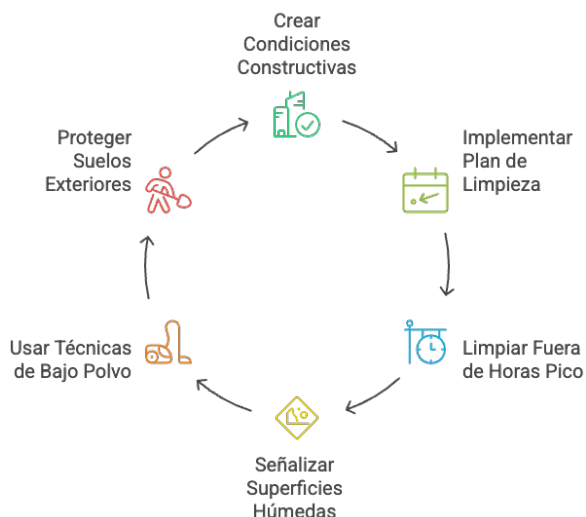 Crear
Condiciones
Constructivas
Implementar
Plan de
Limpieza
Limpiar Fuera
de Horas Pico
Señalizar
Superficies
Húmedas
Usar Técnicas
de Bajo Polvo
Proteger
Suelos
Exteriores